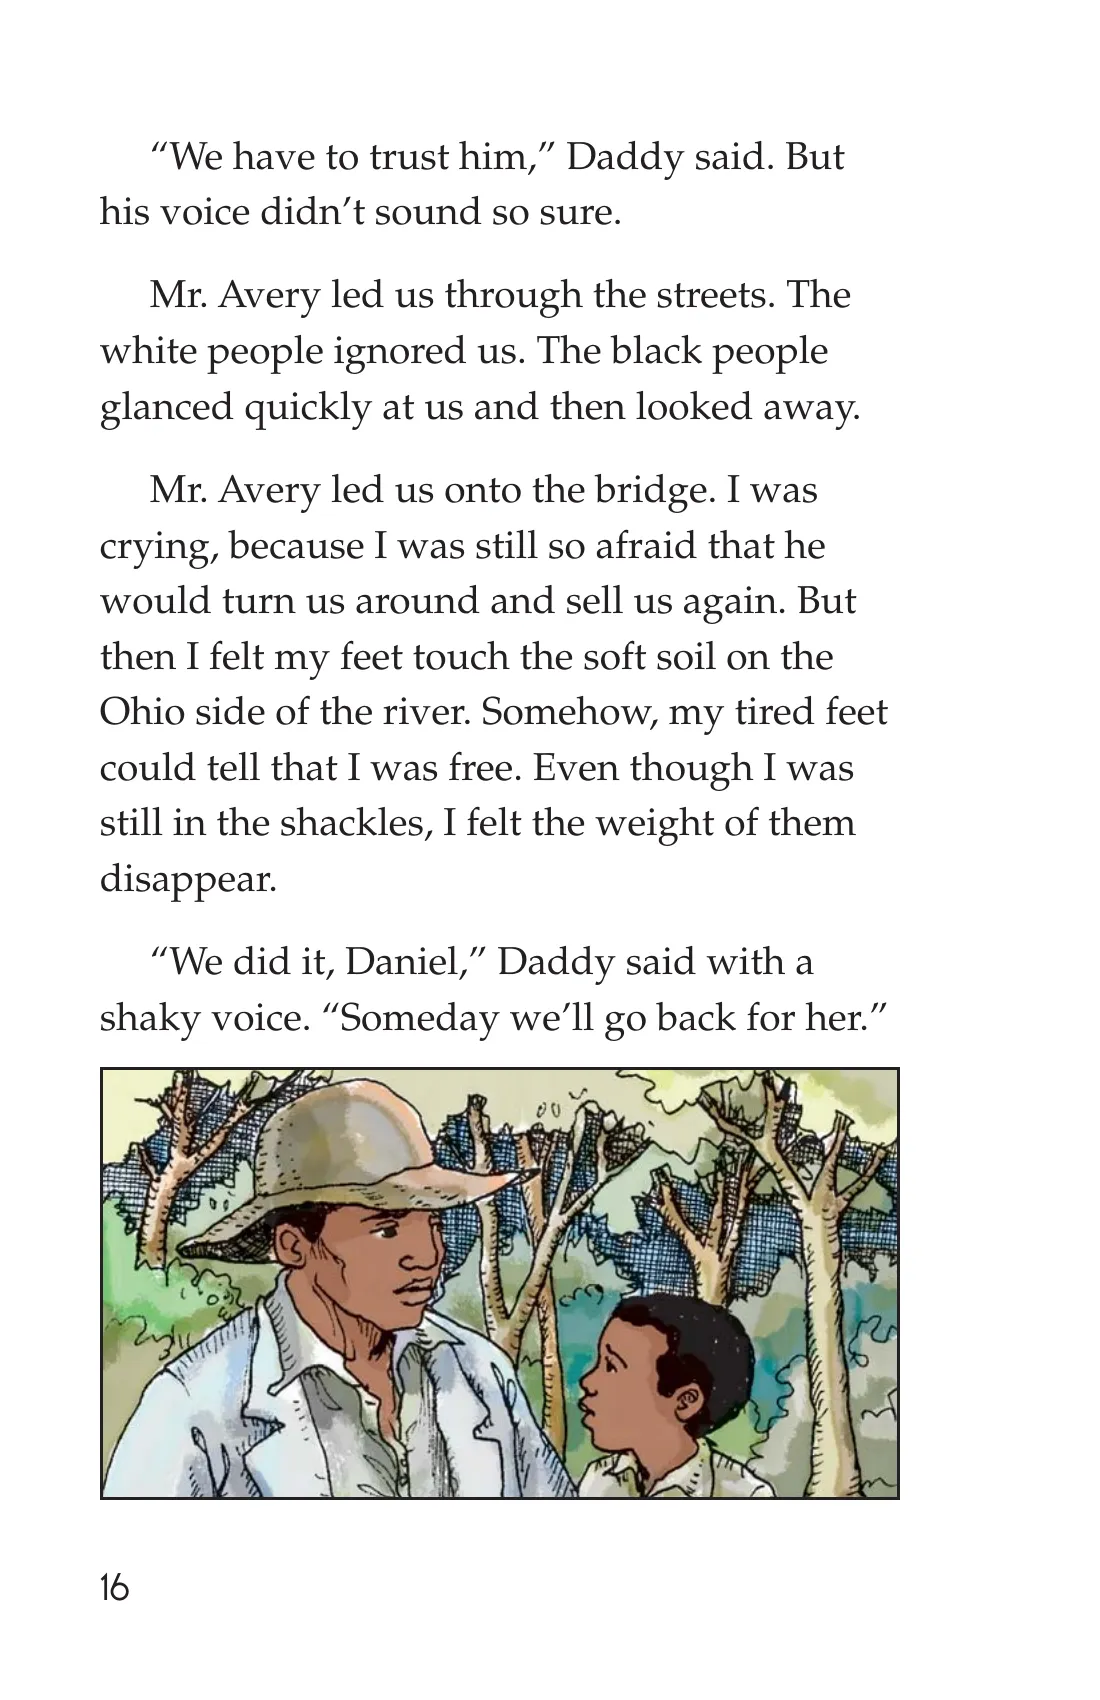 “We have to trust him,” Daddy said. But
his voice didn’t sound so sure.
Mr. Avery led us through the streets. The
white people ignored us. The black people
glanced quickly at us and then looked away.
Mr. Avery led us onto the bridge. I was
crying, because I was still so afraid that he
would turn us around and sell us again. But
then I felt my feet touch the soft soil on the
Ohio side of the river. Somehow, my tired feet
could tell that I was free. Even though I was
still in the shackles, I felt the weight of them
disappear.
“We did it, Daniel,” Daddy said with a
shaky voice. “Someday we’ll go back for her.”
16